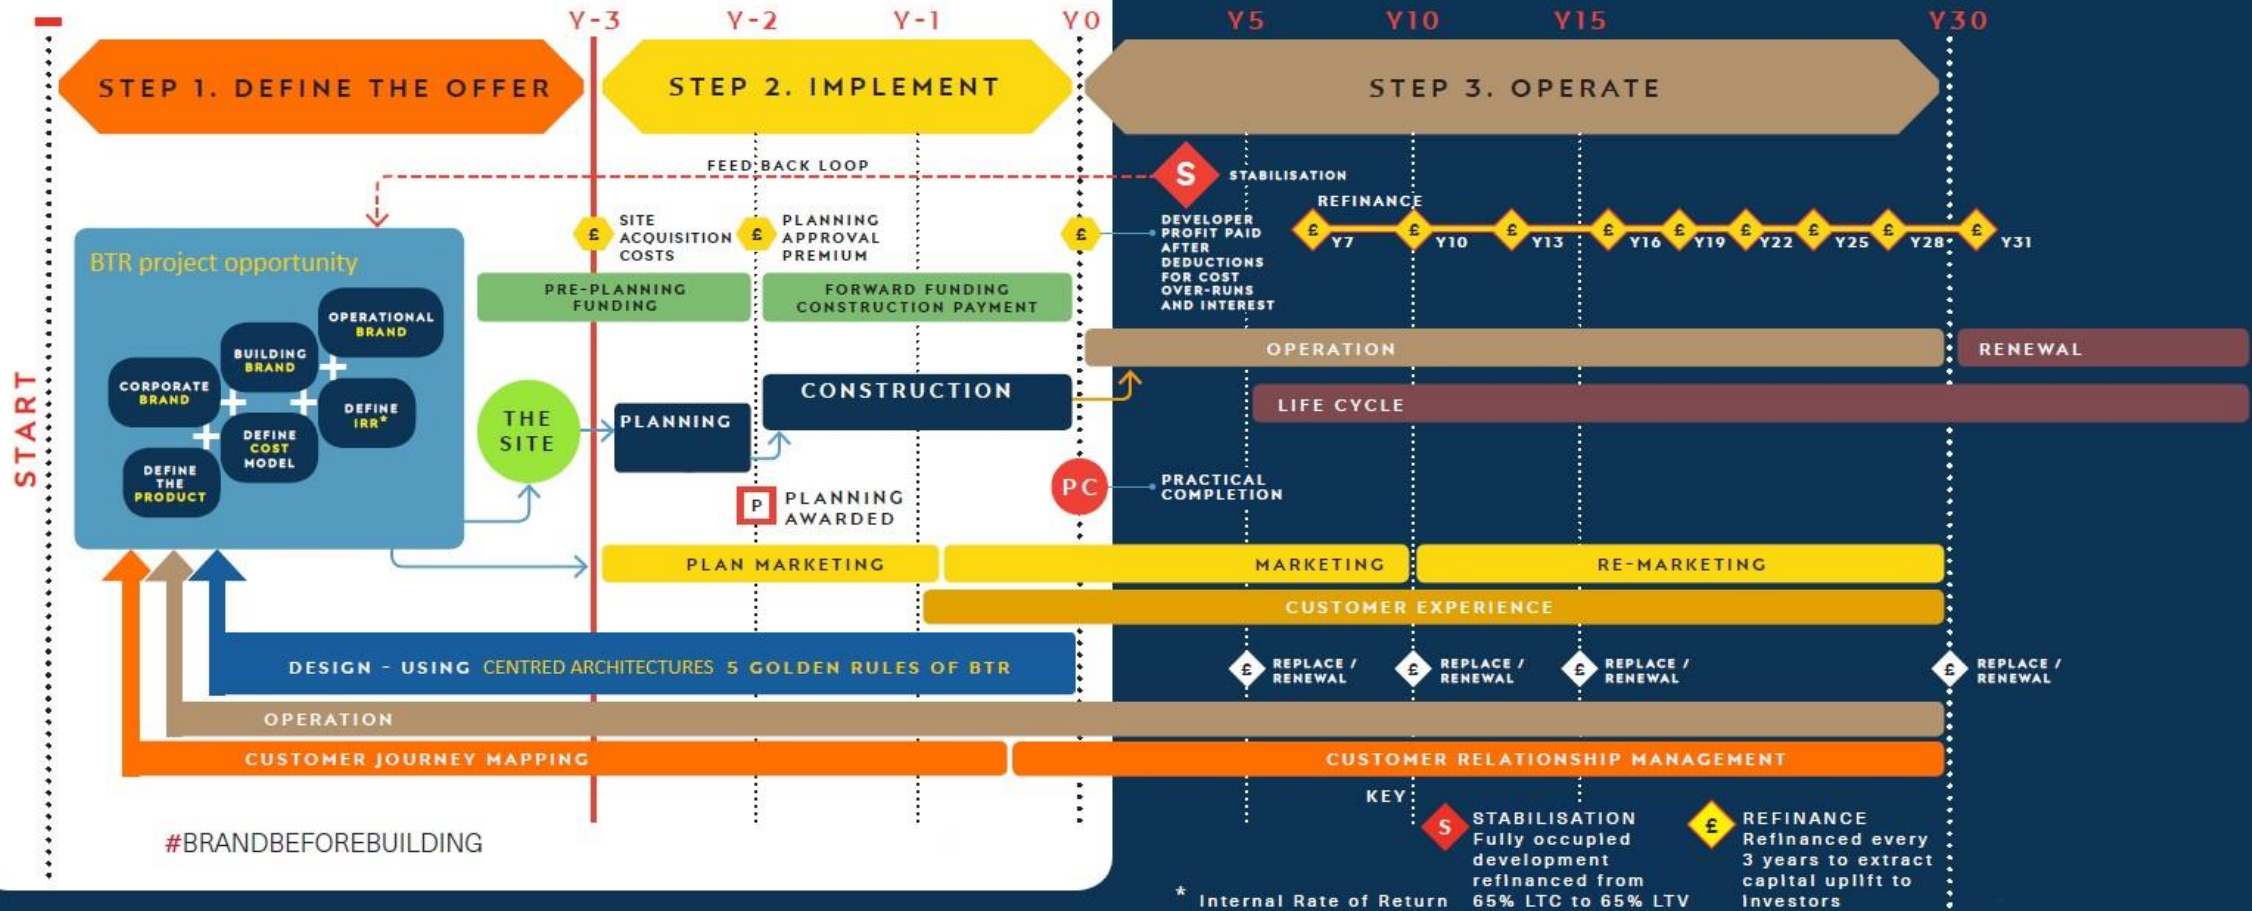 Y-3
Y-2
Y-1
Y0
Y5
Y10
Y15
Y30
STEP 1. DEFINE THE OFFER
STEP 2. IMPLEMENT
STEP 3. OPERATE
START
FEED BACK LOOP
S
STABILISATION
REFINANCE
£
SITE
ACQUISITION
COSTS
£
PLANNING
APPROVAL
PREMIUM
£
DEVELOPER
PROFIT PAID
AFTER
DEDUCTIONS
FOR COST
OVER-RUNS
AND INTEREST
£
Y7
£
Y10
£
Y13
£
Y16
£
Y19
£
Y22
£
Y25
£
Y28
£
Y31
BTR project opportunity
OPERATIONAL
BRAND
BUILDING
BRAND
CORPORATE
BRAND
DEFINE
IRR*
DEFINE
COST
MODEL
DEFINE
THE
PRODUCT
PRE-PLANNING
FUNDING
FORWARD FUNDING
CONSTRUCTION PAYMENT
OPERATION
RENEWAL
LIFE CYCLE
THE
SITE
PLANNING
CONSTRUCTION
P
PLANNING
AWARDED
PC
PRACTICAL
COMPLETION
PLAN MARKETING
MARKETING
RE-MARKETING
CUSTOMER EXPERIENCE
DESIGN - USING CENTRED ARCHITECTURES 5 GOLDEN RULES OF BTR
£
REPLACE /
RENEWAL
£
REPLACE /
RENEWAL
£
REPLACE /
RENEWAL
£
REPLACE /
RENEWAL
OPERATION
CUSTOMER JOURNEY MAPPING
CUSTOMER RELATIONSHIP MANAGEMENT
#BRANDBEFOREBUILDING
KEY
S
STABILISATION
Fully occupied
development
refinanced from
65% LTC to 65% LTV
£
REFINANCE
Refinanced every
3 years to extract
capital uplift to
investors
* Internal Rate of Return